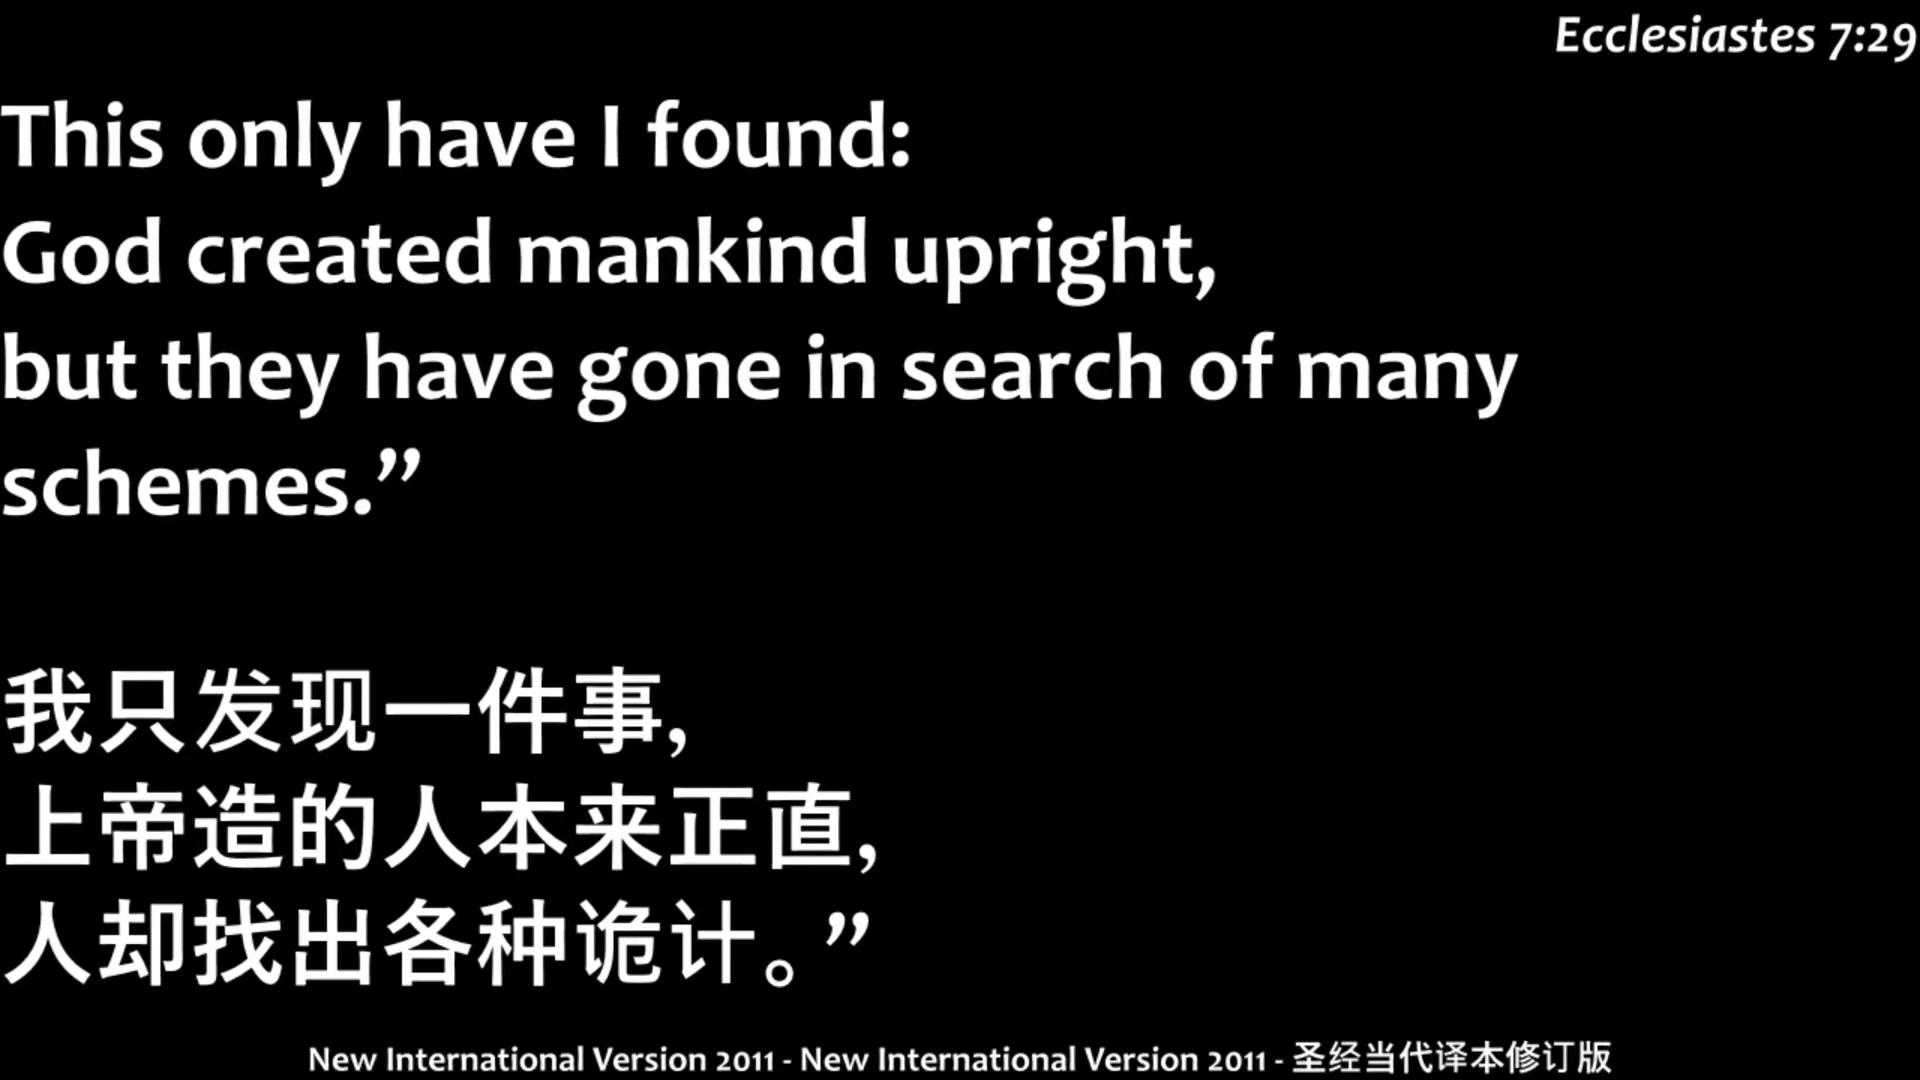 Ecclesiastes 7:29
This only have I found:
God created mankind upright,
but they have gone in search of many
schemes.”
我只发现一件事,
上帝造的人本来正直,
人却找出各种诡计。”
New International Version 2011 - New International Version 2011 - 圣经当代译本修订版